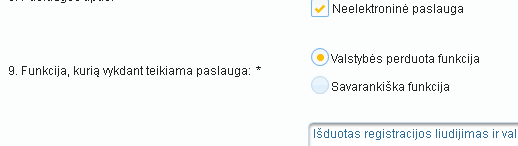 Neelektroninė paslauga
Valstybės perduota funkcija
9. Funkcija, kurią vykdant teikiama paslauga: *
Savarankiška funkcija
Išduotas registracijos liudijimas ir val